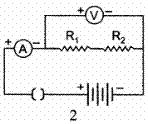 + V -
+ A -
R₁ R₂
( ) + -
2